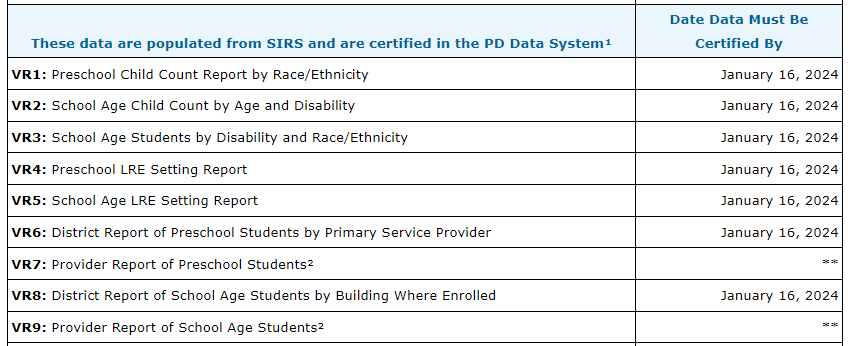 Date Data Must Be
These data are populated from SIRS and are certified in the PD Data System¹ Certified By
VR1: Preschool Child Count Report by Race/Ethnicity January 16, 2024
VR2: School Age Child Count by Age and Disability January 16, 2024
VR3: School Age Students by Disability and Race/Ethnicity January 16, 2024
VR4: Preschool LRE Setting Report January 16, 2024
VR5: School Age LRE Setting Report January 16, 2024
VR6: District Report of Preschool Students by Primary Service Provider January 16, 2024
VR7: Provider Report of Preschool Students² **
VR8: District Report of School Age Students by Building Where Enrolled January 16, 2024
VR9: Provider Report of School Age Students² **